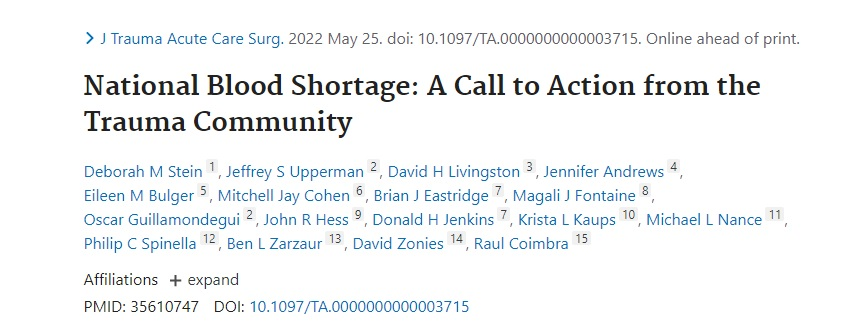 J Trauma Acute Care Surg. 2022 May 25. doi: 10.1097/TA.0000000000003715. Online ahead of print.
National Blood Shortage: A Call to Action from the
Trauma Community
Deborah M Stein 1, Jeffrey S Upperman 2, David H Livingston 3, Jennifer Andrews 4,
Eileen M Bulger 5, Mitchell Jay Cohen 6, Brian J Eastridge 7, Magali J Fontaine 8,
Oscar Guillamondegui 2, John R Hess 9, Donald H Jenkins 7, Krista L Kaups 10, Michael L Nance 11,
Philip C Spinella 12, Ben L Zarzaur 13, David Zonies 14, Raul Coimbra 15
Affiliations + expand
PMID: 35610747 DOI: 10.1097/TA.0000000000003715